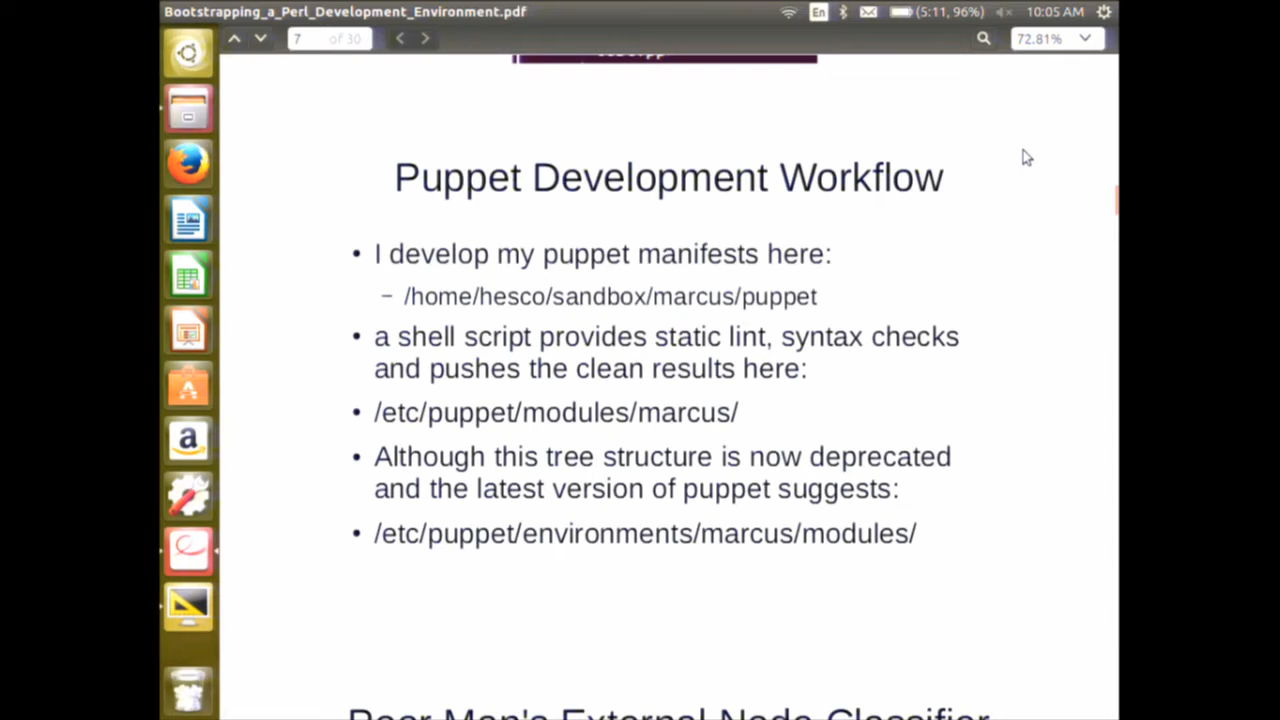 Bootstrapping_a_Perl_Development_Environment.pdf
En
(5:11, 96%)
10:05 AM
7 of 30
72.81%
Puppet Development Workflow
• I develop my puppet manifests here:
– /home/hesco/sandbox/marcus/puppet
• a shell script provides static lint, syntax checks
and pushes the clean results here:
• /etc/puppet/modules/marcus/
• Although this tree structure is now deprecated
and the latest version of puppet suggests:
• /etc/puppet/environments/marcus/modules/
Poor Man's External Node Classifier